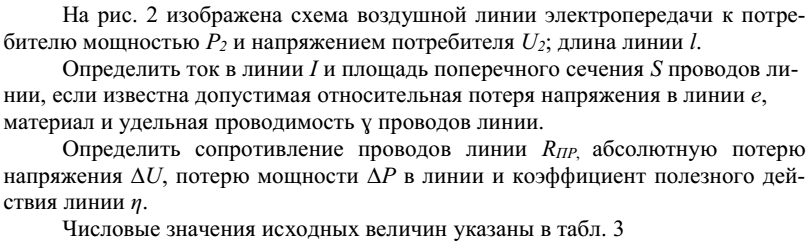 На рис. 2 изображена схема воздушной линии электропередачи к потре-
бителю мощностью P2 и напряжением потребителя U2; длина линии l.
Определить ток в линии I и площадь поперечного сечения S проводов ли-
нии, если известна допустимая относительная потеря напряжения в линии e,
материал и удельная проводимость ɣ проводов линии.
Определить сопротивление проводов линии RПР, абсолютную потерю
напряжения ΔU, потерю мощности ΔP в линии и коэффициент полезного дей-
ствия линии η.
Числовые значения исходных величин указаны в табл. 3